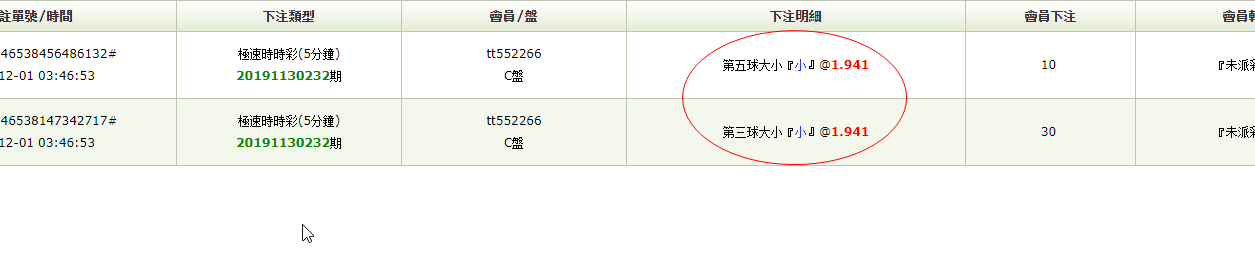 註單號/時間 下注類型 會員/盤 下注明細 會員下注 會員
46538456486132# 極速時時彩(5分鐘) tt552266
12-01 03:46:53 20191130232期 C盤
第五球大小『小』@1.941 10 『未派彩
46538147342717# 極速時時彩(5分鐘) tt552266
12-01 03:46:53 20191130232期 C盤
第三球大小『小』@1.941 30 『未派彩